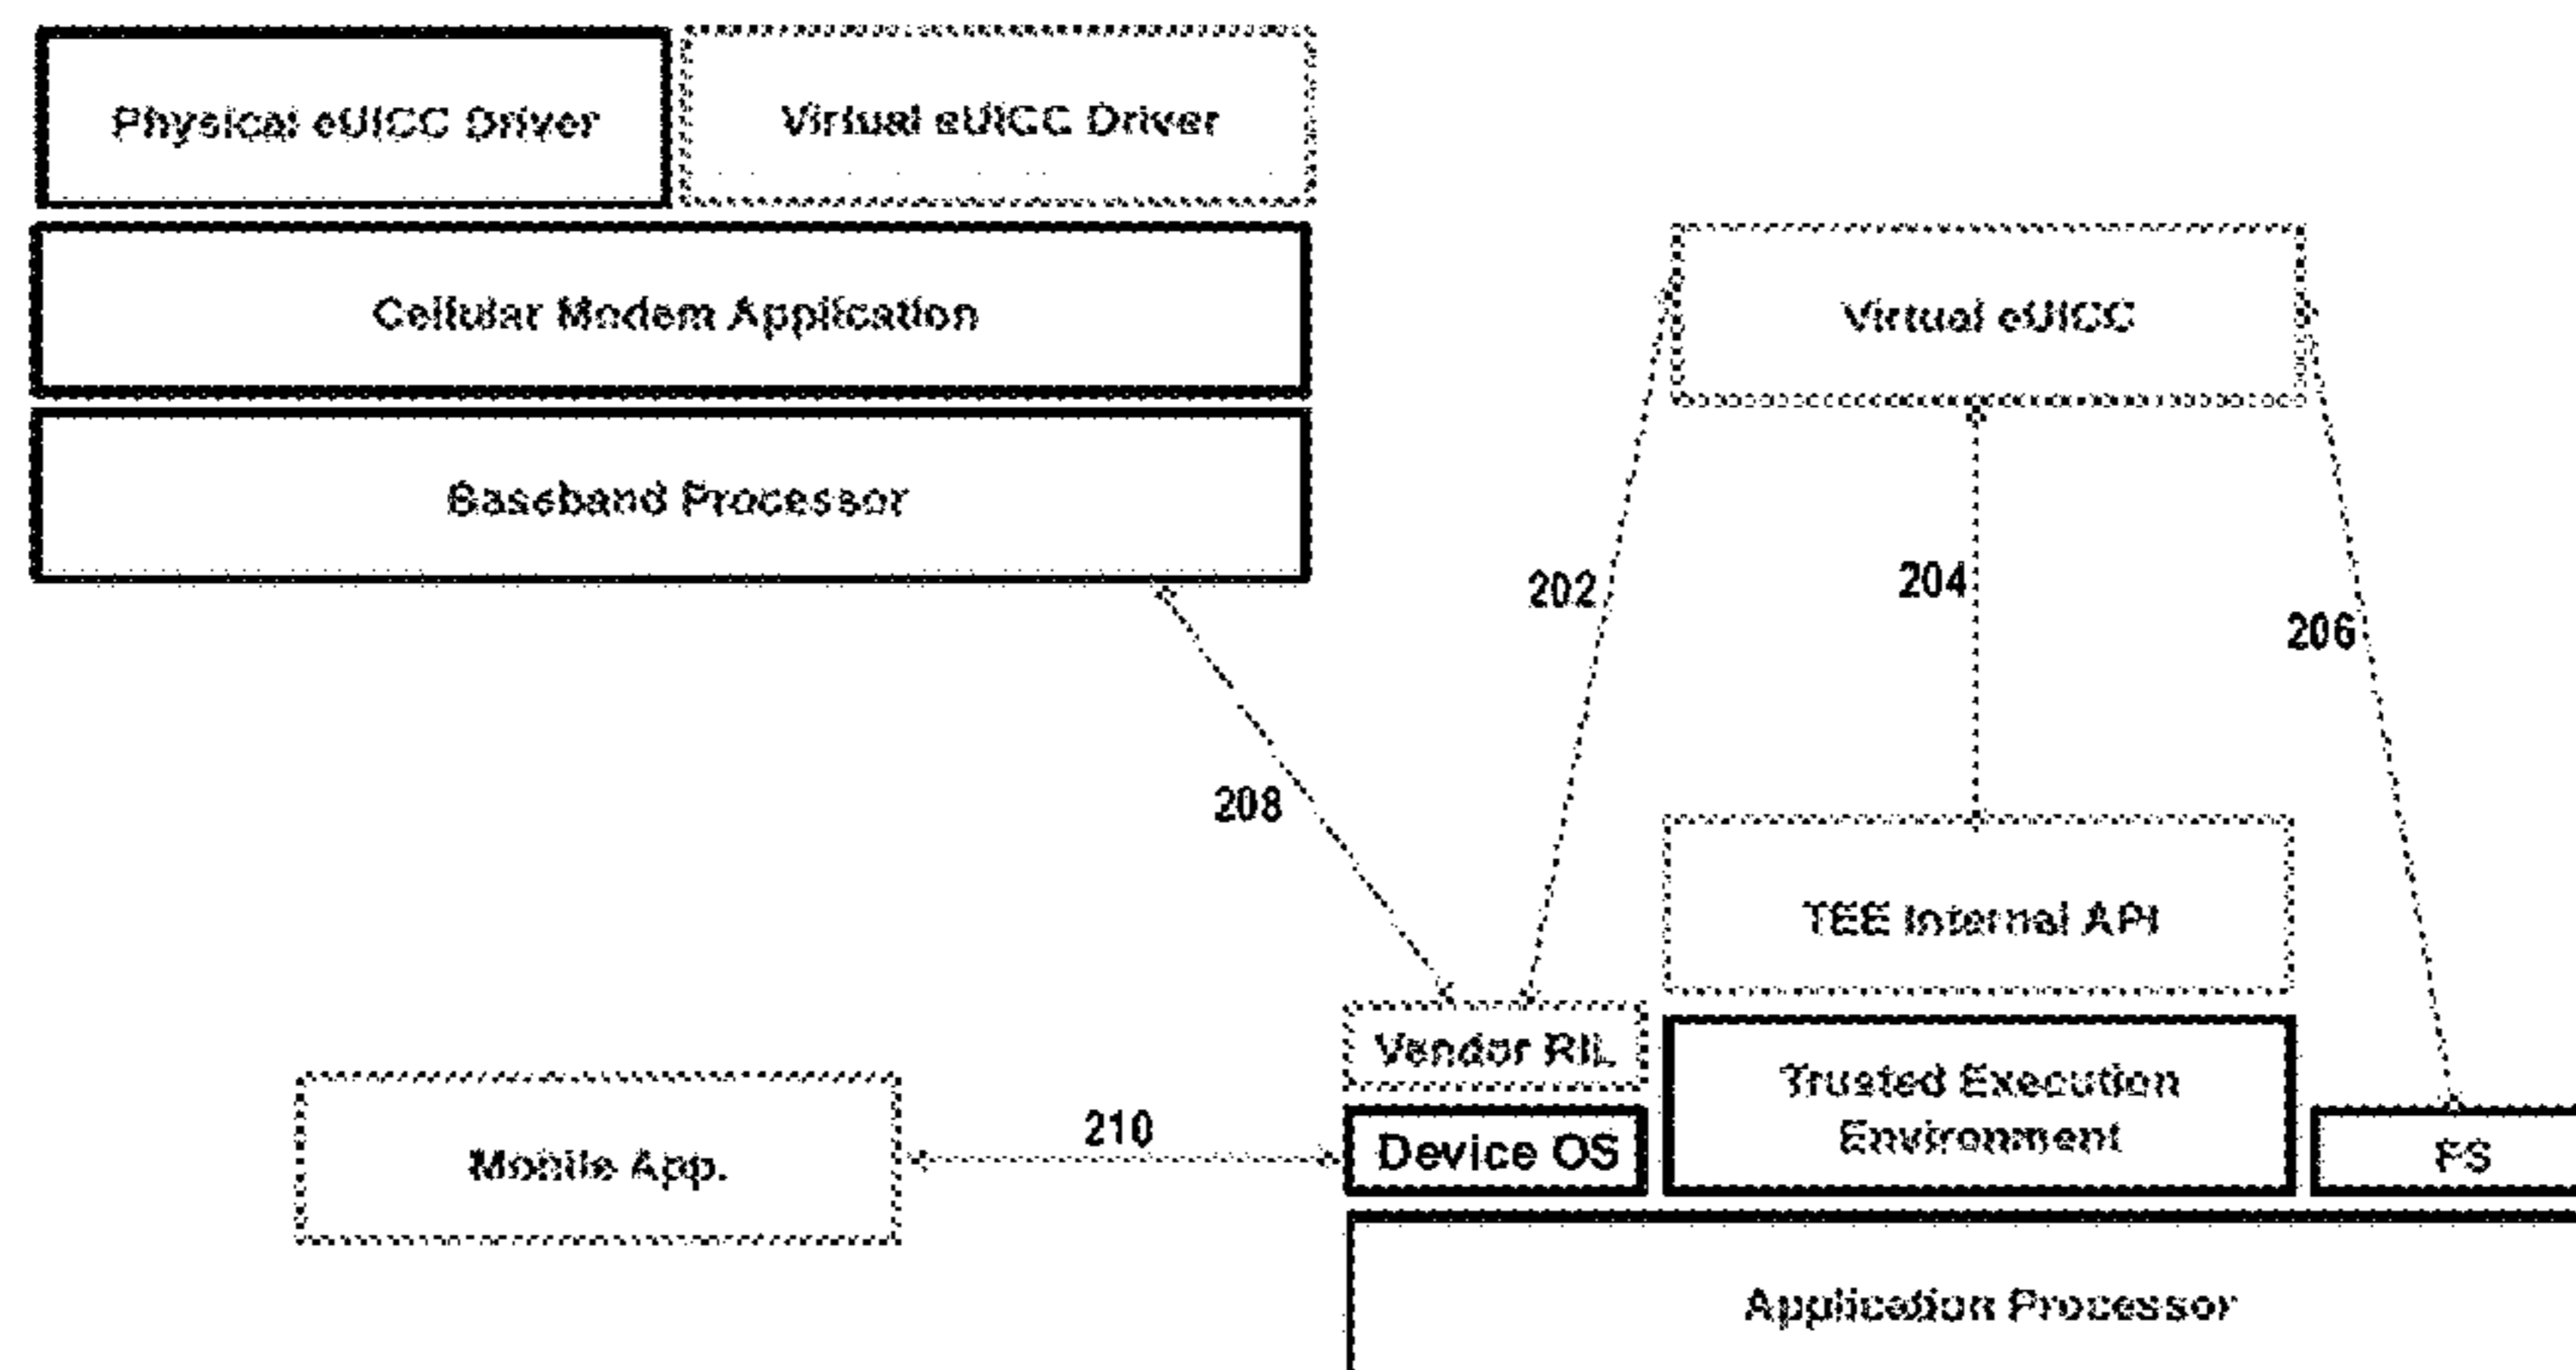 Physical eUICC Driver
Virtual eUICC Driver
Cellular Modem Application
Virtual eUICC
Baseband Processor
202
204
206
208
TEE Internal API
Vendor RIL
Trusted Execution
Environment
Mobile App.
210
Device OS
FS
Application Processor